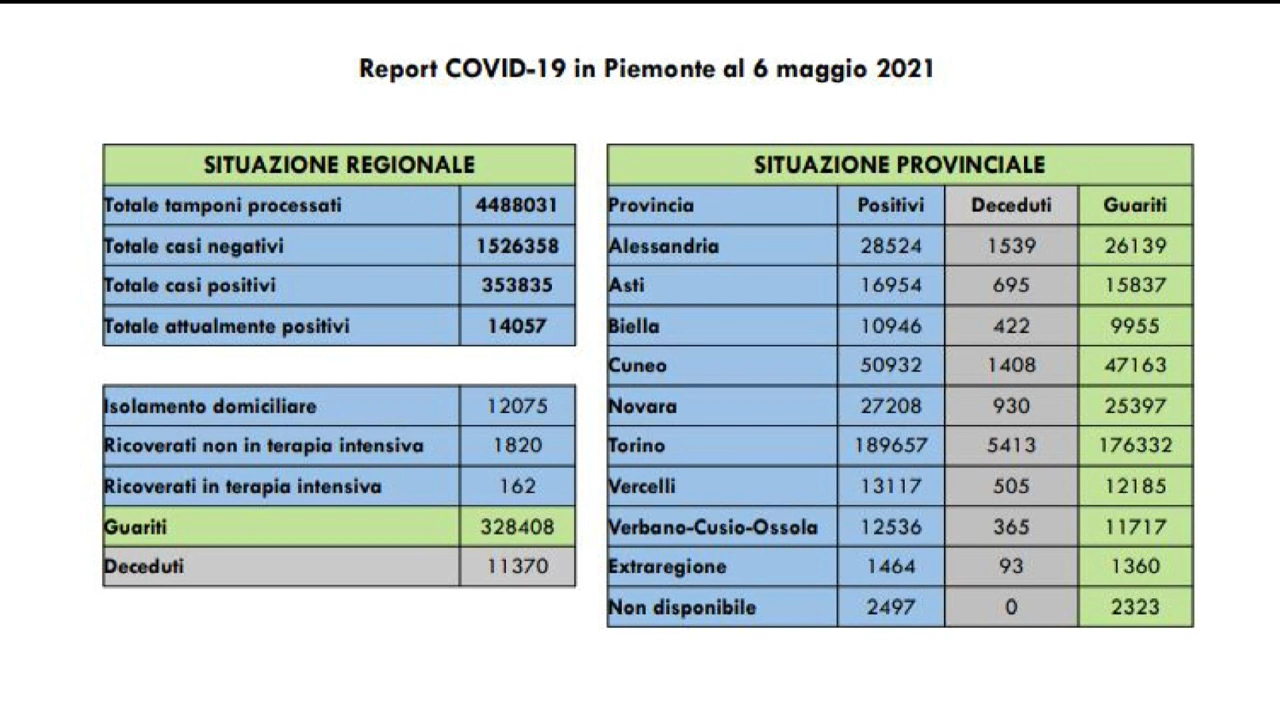 Report COVID-19 in Piemonte al 6 maggio 2021
SITUAZIONE REGIONALE
Totale tamponi processati 4488031
Totale casi negativi 1526358
Totale casi positivi 353835
Totale attualmente positivi 14057
Isolamento domiciliare 12075
Ricoverati non in terapia intensiva 1820
Ricoverati in terapia intensiva 162
Guariti 328408
Deceduti 11370
SITUAZIONE PROVINCIALE
Provincia Positivi Deceduti Guariti
Alessandria 28524 1539 26139
Asti 16954 695 15837
Biella 10946 422 9955
Cuneo 50932 1408 47163
Novara 27208 930 25397
Torino 189657 5413 176332
Vercelli 13117 505 12185
Verbano-Cusio-Ossola 12536 365 11717
Extraregione 1464 93 1360
Non disponibile 2497 0 2323